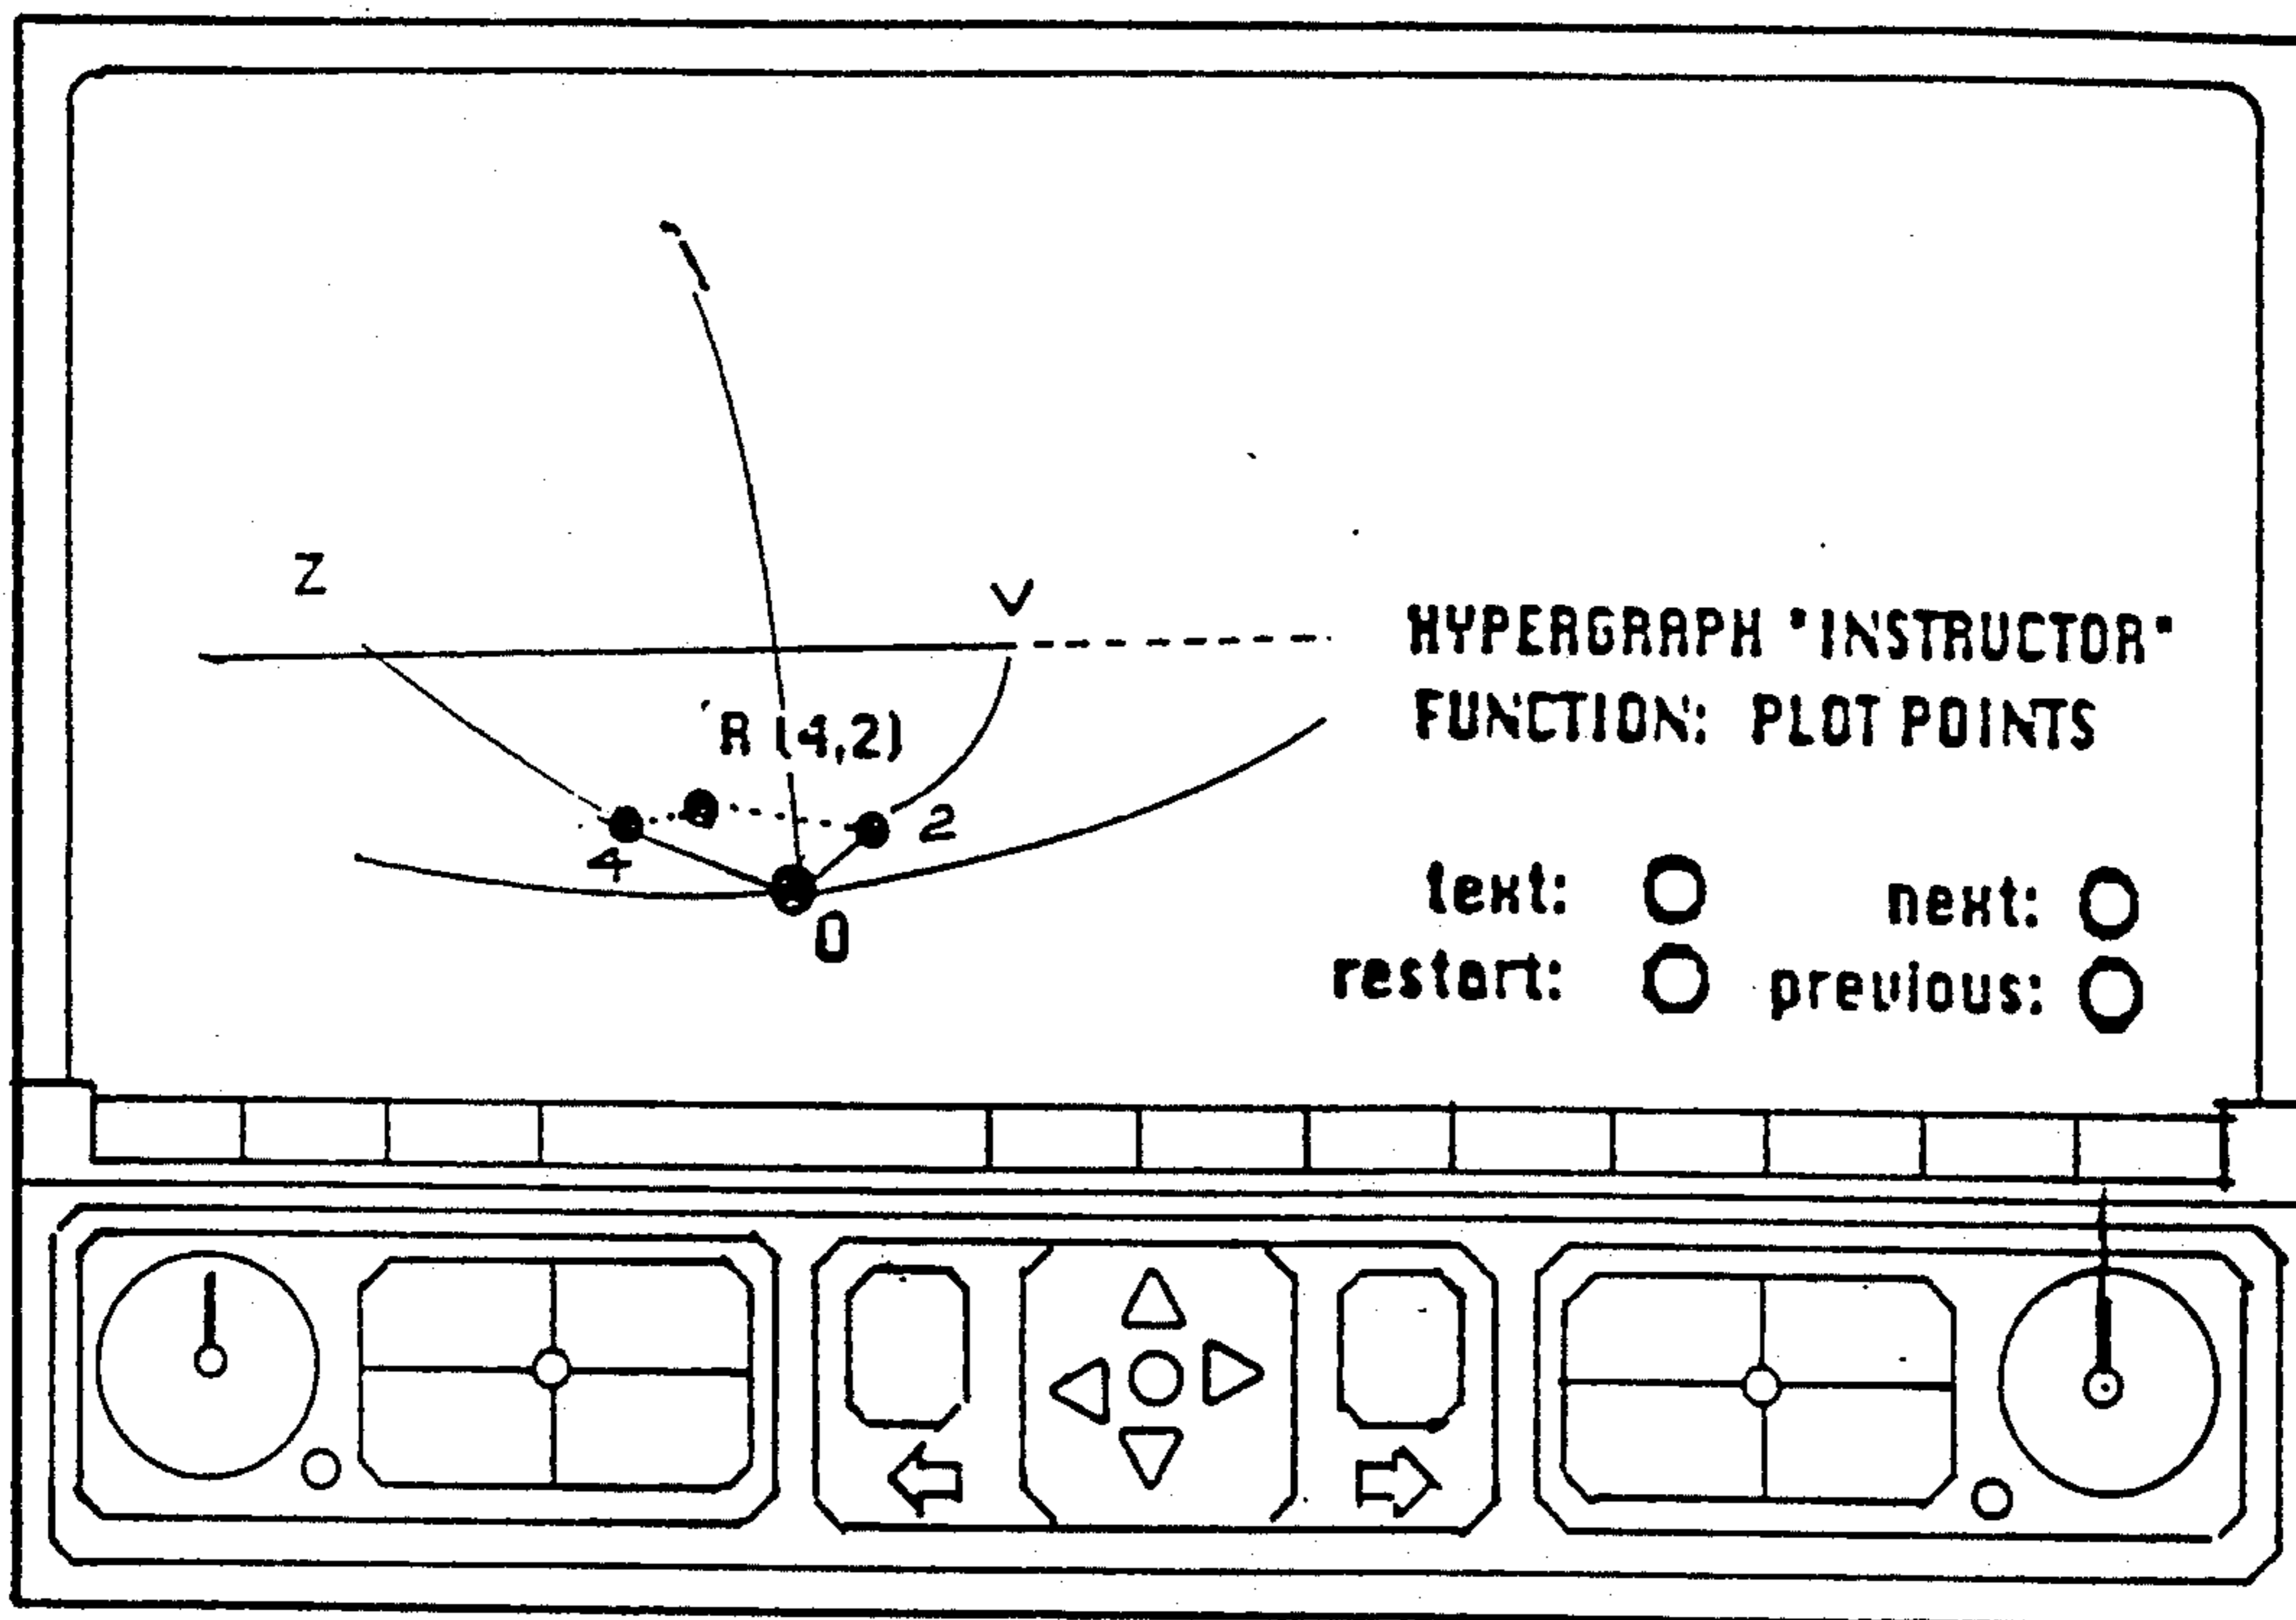 Z
V
R (4,2)
2
4
0
HYPERGRAPH "INSTRUCTOR"
FUNCTION: PLOT POINTS
text:
next:
restart:
previous: